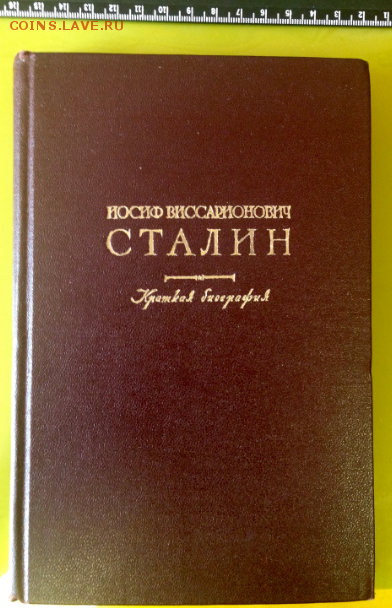 COINS.LAVE.RU
ИОСИФ ВИССАРИОНОВИЧ
СТАЛИН
Краткая биография